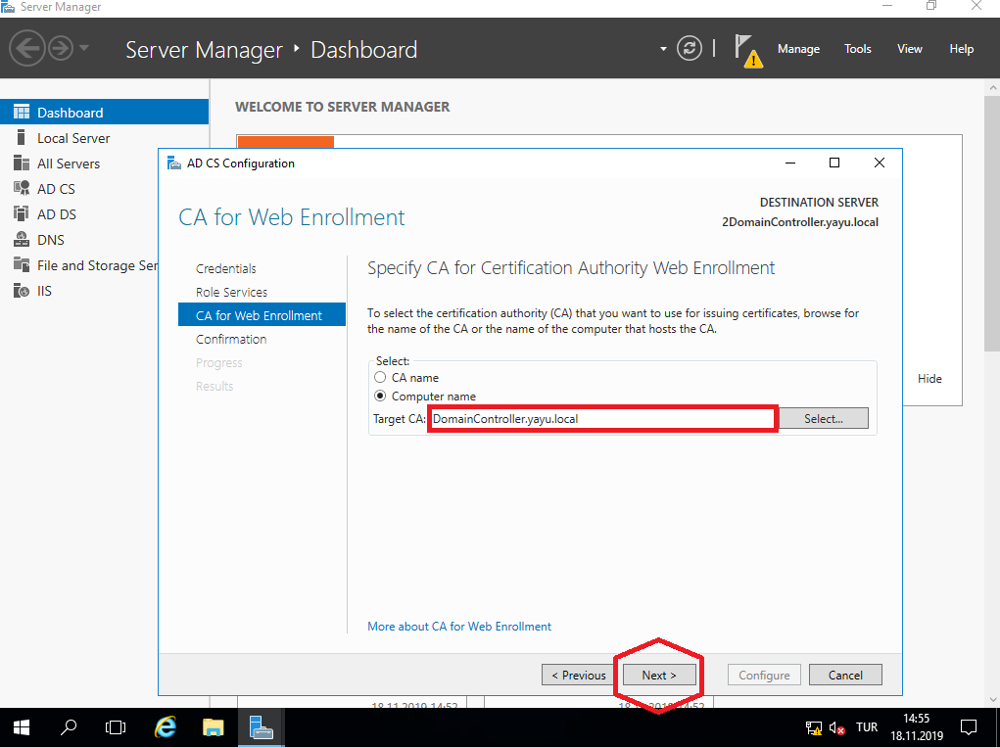 Server Manager
Server Manager • Dashboard
Manage Tools View Help
Dashboard
Local Server
All Servers
AD CS
AD DS
DNS
File and Storage Ser
IIS
WELCOME TO SERVER MANAGER
Hide
AD CS Configuration
CA for Web Enrollment
DESTINATION SERVER
2DomainController.yayu.local
Credentials
Role Services
CA for Web Enrollment
Confirmation
Progress
Results
Specify CA for Certification Authority Web Enrollment
To select the certification authority (CA) that you want to use for issuing certificates, browse for
the name of the CA or the name of the computer that hosts the CA.
Select:
CA name
Computer name
Target CA: DomainController.yayu.local Select...
More about CA for Web Enrollment
< Previous Next > Configure Cancel
18.11.2019 14:52 18.11.2019 14:52
TUR
14:55
18.11.2019